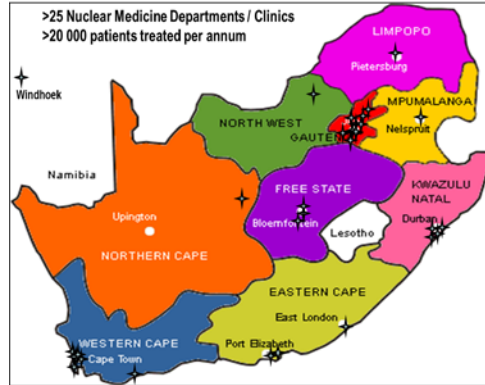 >25 Nuclear Medicine Departments / Clinics
>20 000 patients treated per annum
LIMPOPO
Pietersburg
Windhoek
MPUMALANGA
NORTH WEST
GAUTEN
Nelspruit
Namibia
FREE STATE
KWAZULU
NATAL
Upington
Bloemfontein
Durban
Lesotho
NORTHERN CAPE
EASTERN CAPE
East London
WESTERN CAPE
Port Elizabeth
Cape Town